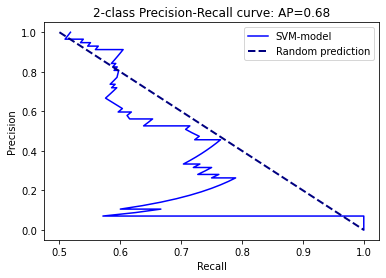 2-class Precision-Recall curve: AP=0.68
SVM-model
Random prediction
Precision
1.0
0.8
0.6
0.4
0.2
0.0
0.5 0.6 0.7 0.8 0.9 1.0
Recall